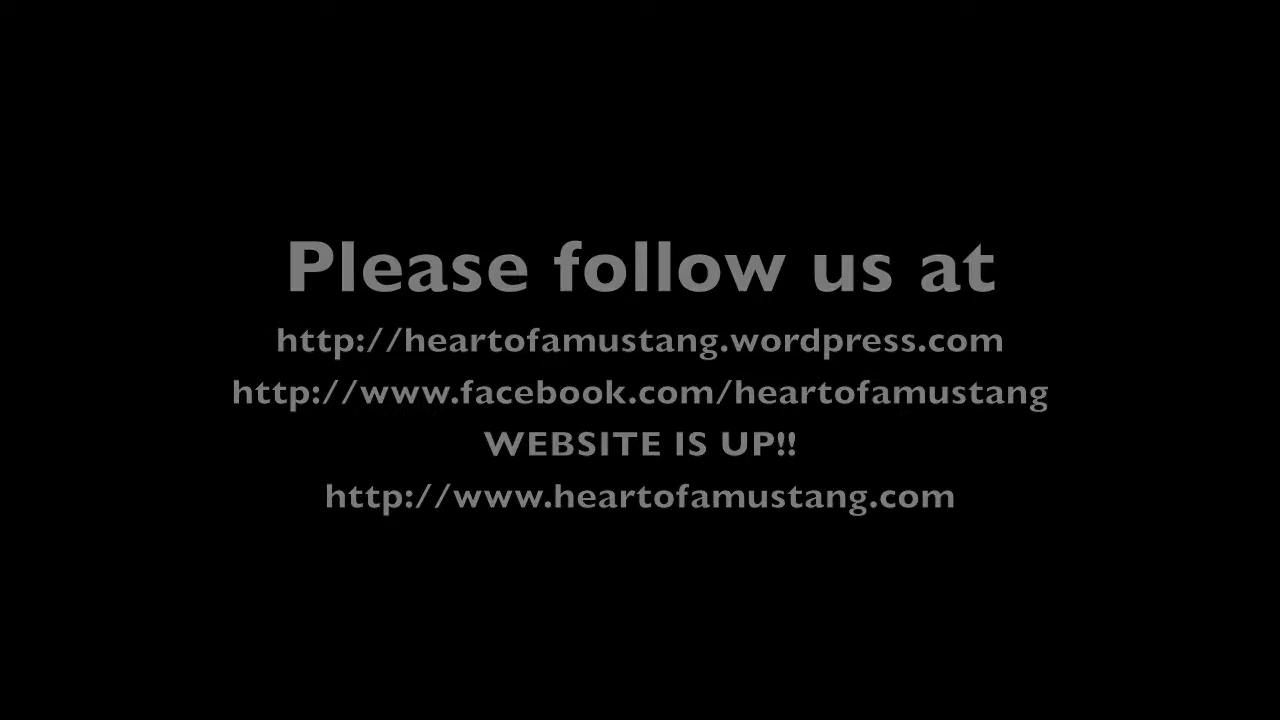 Please follow us at
http://heartofamustang.wordpress.com
http://www.facebook.com/heartofamustang
WEBSITE IS UP!!
http://www.heartofamustang.com